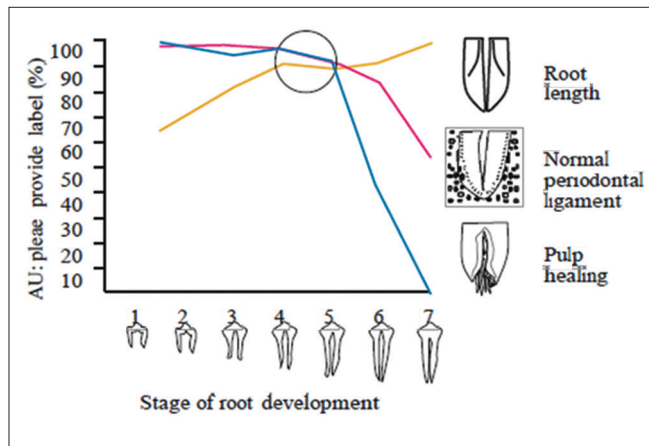 100
90
80
70
60
50
40
30
20
10
AU: pleae provide label (%)
1 2 3 4 5 6 7
Stage of root development
Root
length
Normal
periodontal
ligament
Pulp
healing